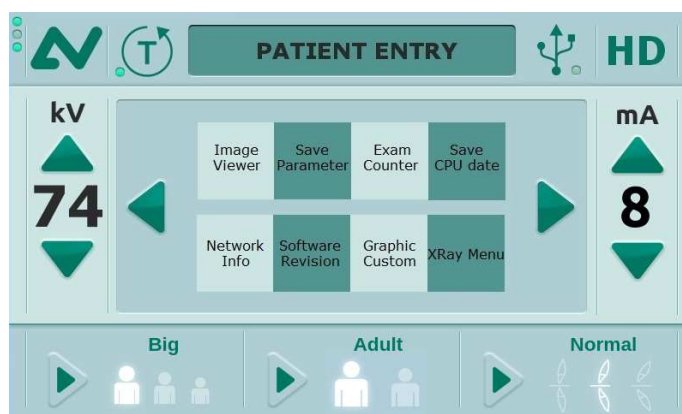 T
PATIENT ENTRY
HD
kV
74
Image
Viewer
Save
Parameter
Exam
Counter
Save
CPU date
Network
Info
Software
Revision
Graphic
Custom
XRay Menu
mA
8
Big
Adult
Normal